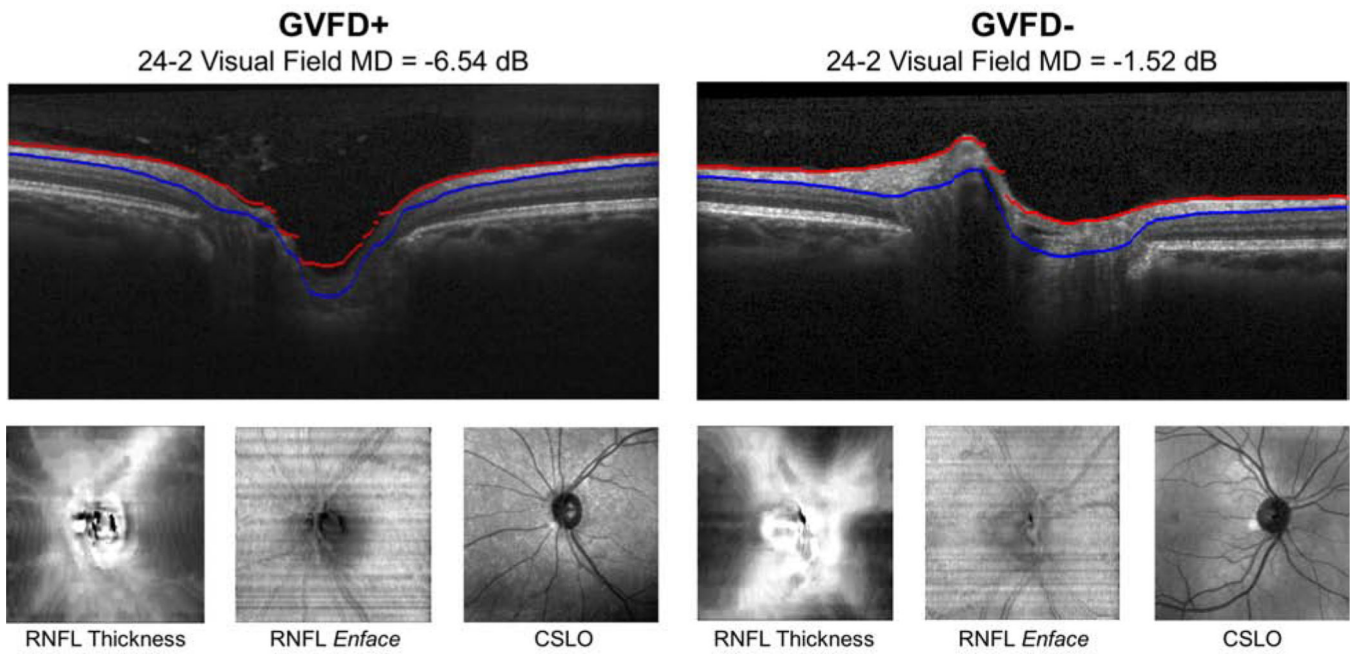 GVFD+
24-2 Visual Field MD = -6.54 dB
GVFD-
24-2 Visual Field MD = -1.52 dB
RNFL Thickness
RNFL Enface
CSLO
RNFL Thickness
RNFL Enface
CSLO